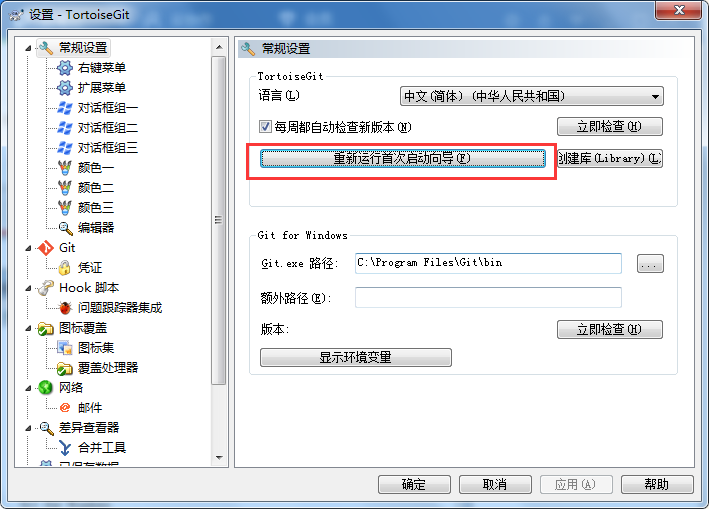 设置 - TortoiseGit
常规设置
右键菜单
扩展菜单
对话框组一
对话框组二
对话框组三
颜色一
颜色二
颜色三
编辑器
Git
凭证
Hook 脚本
问题跟踪器集成
图标覆盖
图标集
覆盖处理器
网络
邮件
差异查看器
合并工具
已保存数据
常规设置
TortoiseGit
语言(L)
中文(简体) (中华人民共和国)
每周都自动检查新版本(N)
立即检查(H)
重新运行首次启动向导(F)
创建库(Library)(L)
Git for Windows
Git.exe 路径:
C:\Program Files\Git\bin
...
额外路径(E):
版本:
立即检查(H)
显示环境变量
确定
取消
应用(A)
帮助